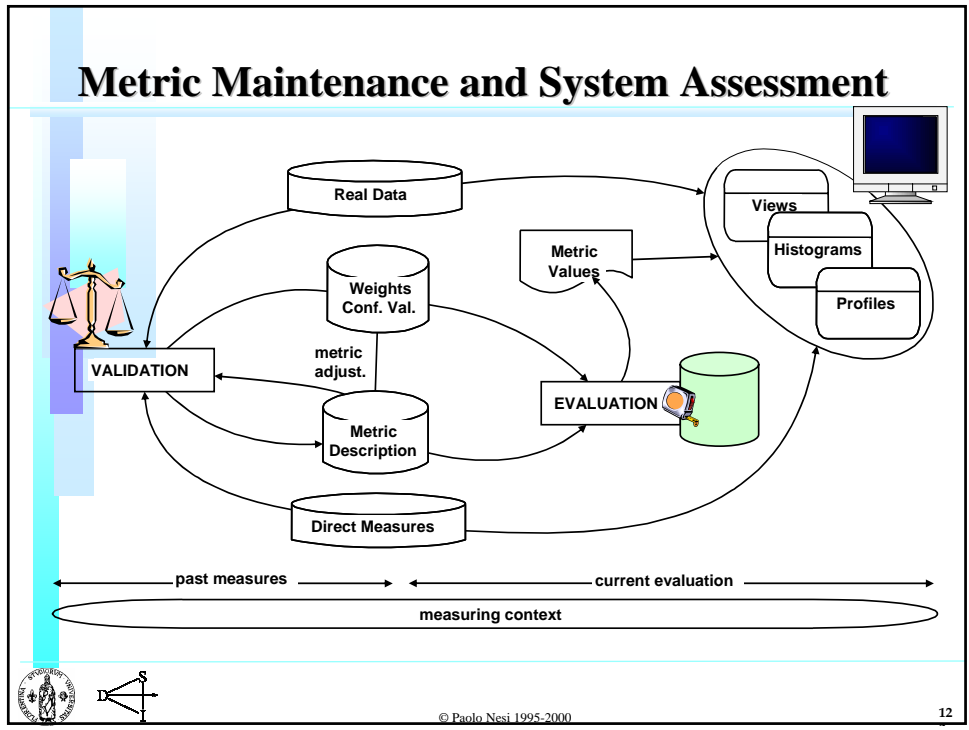 Metric Maintenance and System Assessment
Real Data
Views
Histograms
Profiles
Metric
Values
Weights
Conf. Val.
metric
adjust.
VALIDATION
EVALUATION
Metric
Description
Direct Measures
past measures
current evaluation
measuring context
D
S
I
© Paolo Nesi 1995-2000
12